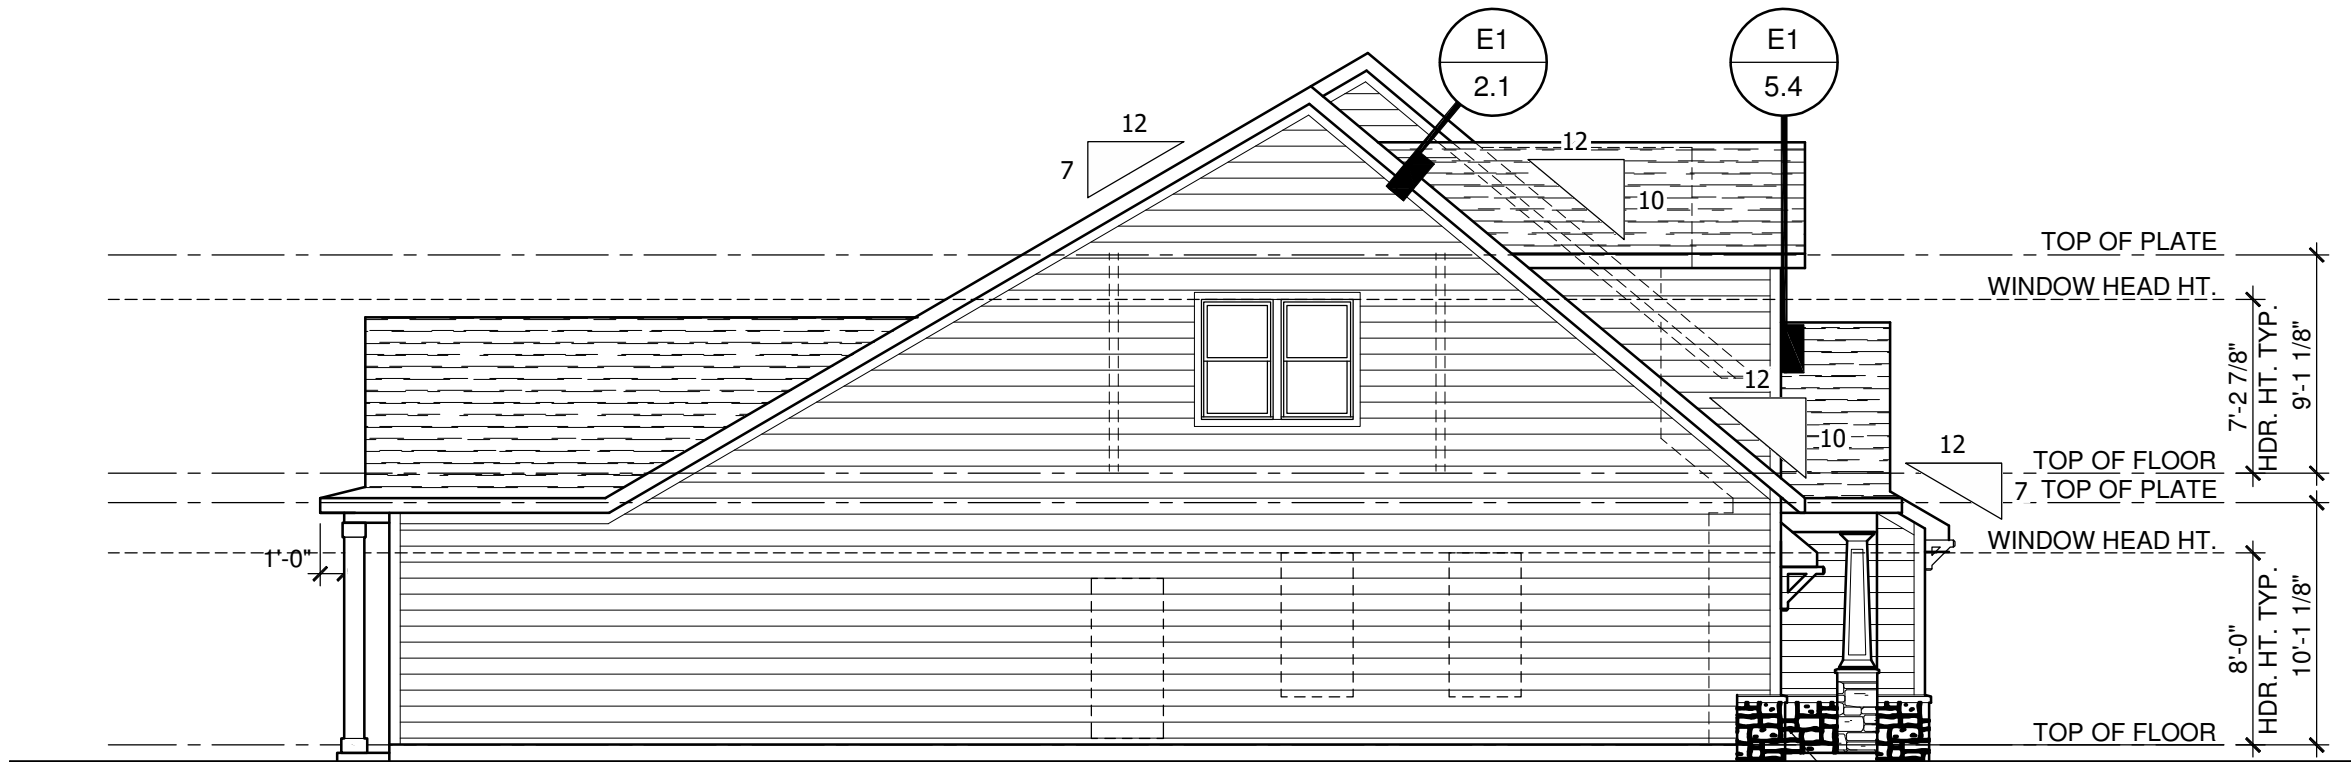 E1
2.1
E1
5.4
12
7
12
10
TOP OF PLATE
WINDOW HEAD HT.
7'-2 7/8"
HDR. HT. TYP.
9'-1 1/8"
12
10
12
7
TOP OF FLOOR
TOP OF PLATE
1'-0"
WINDOW HEAD HT.
8'-0"
HDR. HT. TYP.
10'-1 1/8"
TOP OF FLOOR